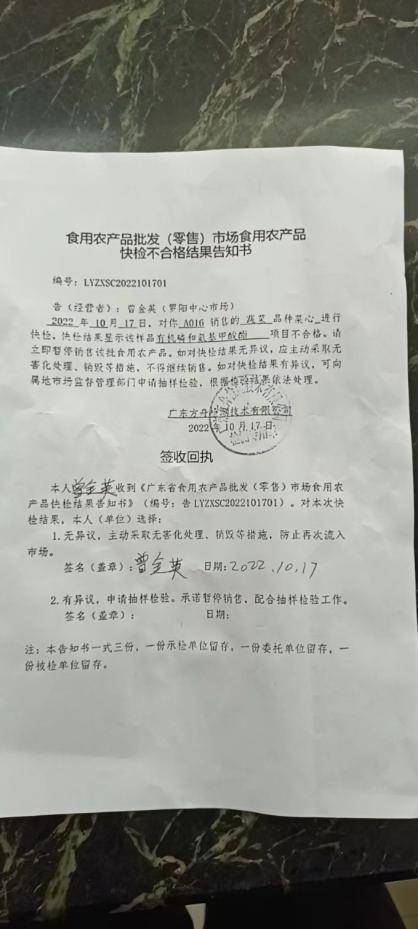 食用农产品批发（零售）市场食用农产品
快检不合格结果告知书
编号：LYZXSC2022101701
告（经营者）：曾金英（罗阳中心市场）
2022年10月17日，对你 A016 销售的 蔬菜 品种菜心 进行
快检，快检结果显示该样品有机磷和氨基甲酸酯 项目不合格。请
立即暂停销售该批食用农产品。如对快检结果无异议，应主动采取无
害化处理、销毁等措施，不得继续销售。如对快检结果有异议，可向
属地市场监督管理部门申请抽样检验，根据检验结果依法处理。
广东方舟检测技术有限公司
2022年10月17日
签收回执
本人曾金英收到《广东省食用农产品批发（零售）市场食用农
产品快检结果告知书》（编号：告LYZXSC2022101701）。对本次快
检结果，本人（单位）选择：
1.无异议，主动采取无害化处理、销毁等措施，防止再次流入
市场。
签名（盖章）：曾金英 日期：2022.10.17
2.有异议，申请抽样检验。承诺暂停销售，配合抽样检验工作。
签名（盖章）： 日期：
注：本告知书一式三份，一份承检单位留存，一份委托单位留存，一
份被检单位留存。